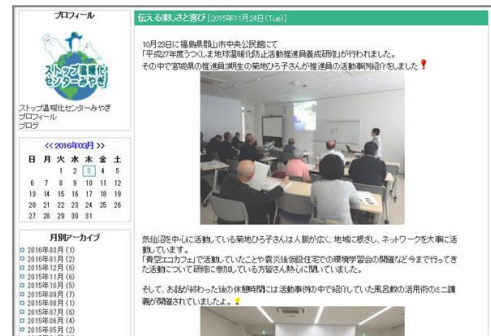 プロフィール
ストップ温暖化
センターみやぎ
ストップ温暖化センターみやぎ
プロフィール
ブログ
<< 2016年03月 >>
日 月 火 水 木 金 土
1 2 3 4 5
6 7 8 9 10 11 12
13 14 15 16 17 18 19
20 21 22 23 24 25 26
27 28 29 30 31
月別アーカイブ
2016年03月 (1)
2016年01月 (2)
2015年12月 (6)
2015年11月 (6)
2015年10月 (5)
2015年09月 (7)
2015年08月 (1)
2015年07月 (6)
2015年06月 (4)
2015年05月 (2)
伝える楽しさと喜び [2015年11月24日(Tue)]
10月23日に福島県郡山市中央公民館にて
「平成27年度うつくしま地球温暖化防止活動推進員養成研修」が行われました。
その中で宮城県の推進員3期生の菊地ひろ子さんが推進員の活動事例紹介をしました
気仙沼を中心に活動している菊地ひろ子さんは人脈が広く、地域に根ざし、ネットワークを大事に活
動しています。
「青空エコカフェ」で活動していたことや震災後仮設住宅での環境学習会の開催など今まで行ってき
た活動について研修に参加している方皆さん熱心に聞いていました。
そして、お話が終わった後の休憩時間には活動事例の中で紹介していた風呂敷の活用術のミニ講
義が開催されていましたよ。